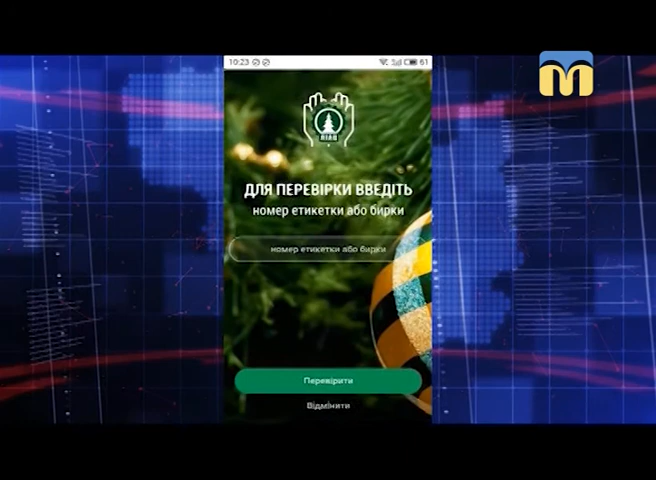 10:23
61
ДЛЯ ПЕРЕВІРКИ ВВЕДІТЬ
номер етикетки або бирки
номер етикетки або бирки
Перевірити
Відмінити